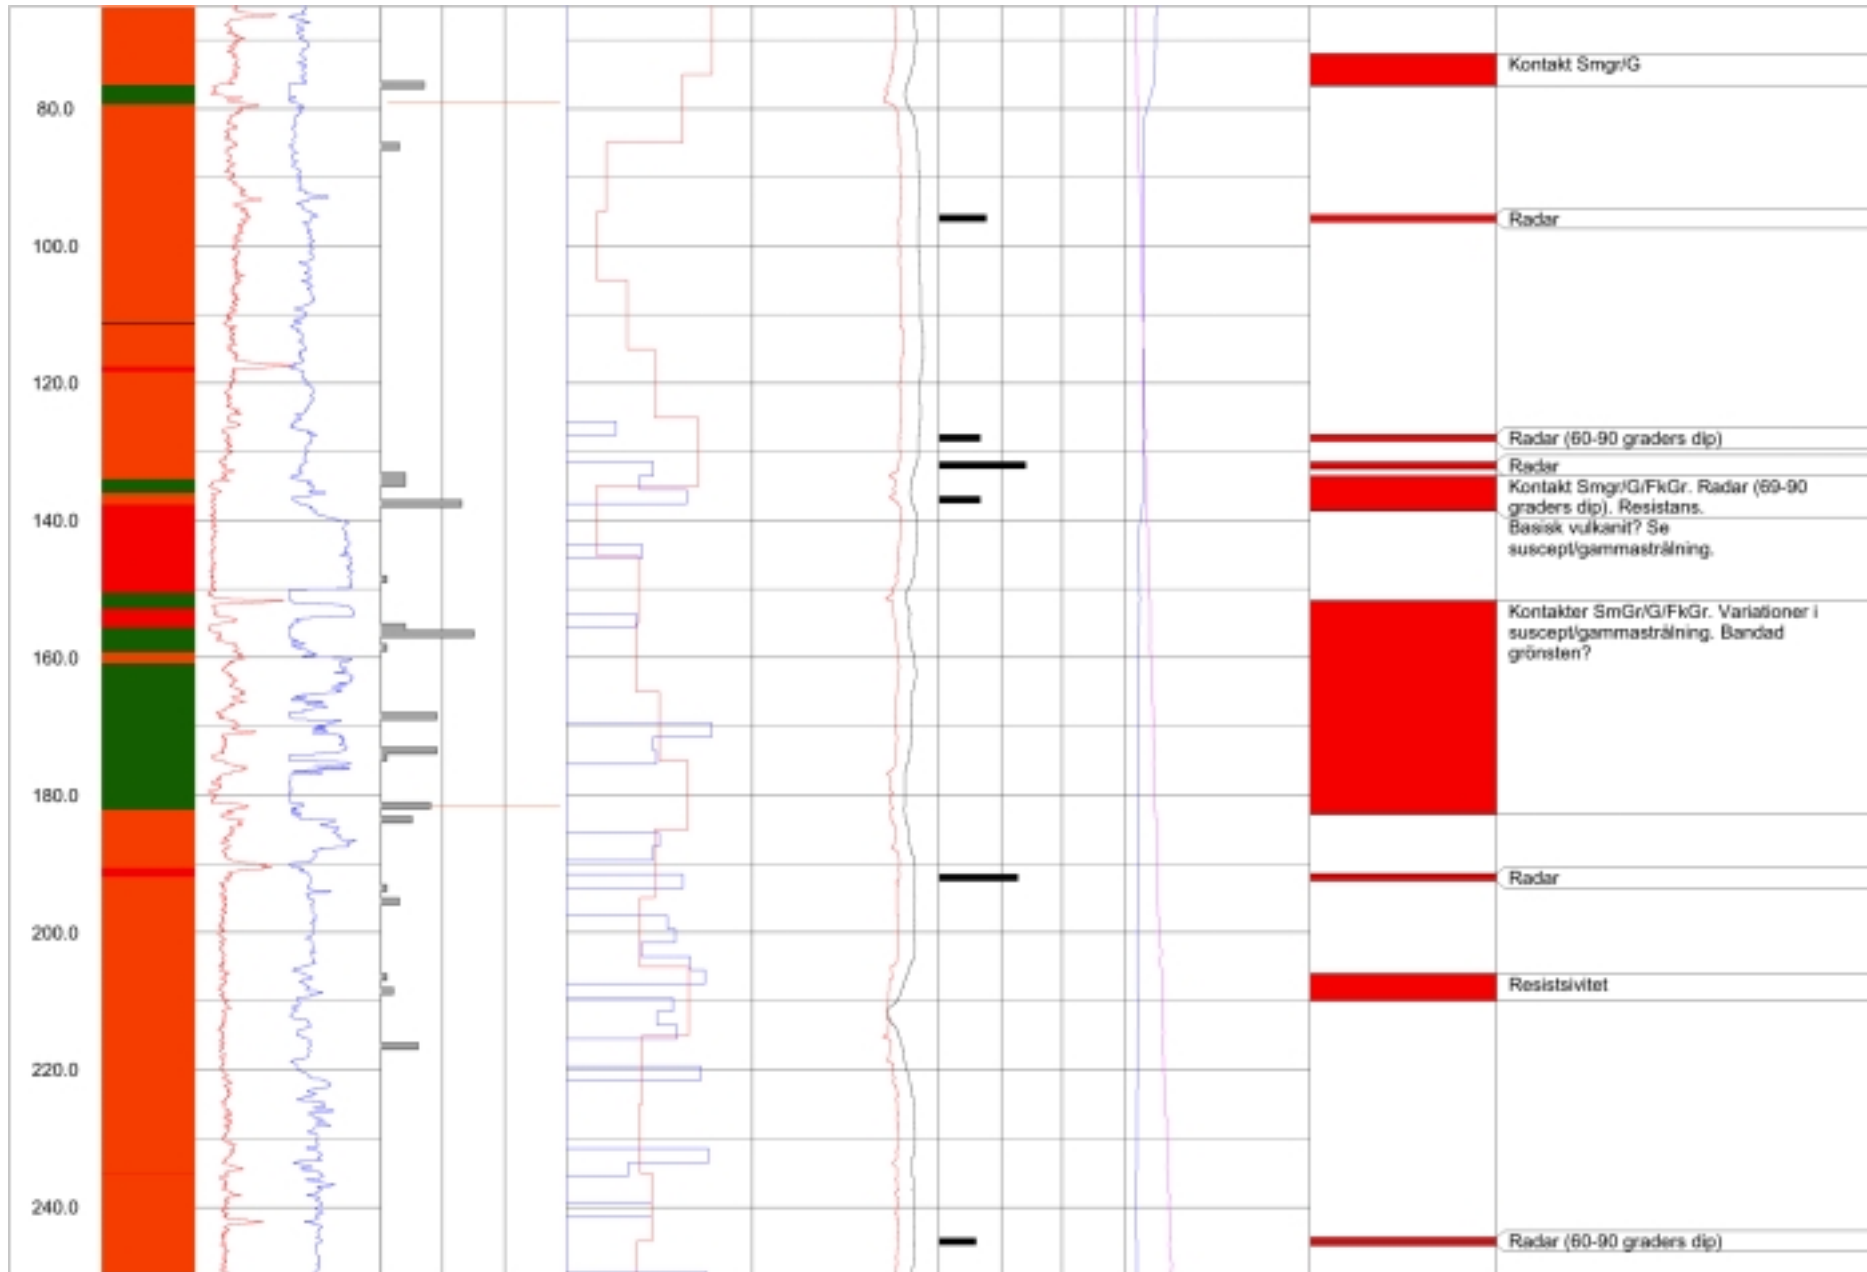 Kontakt Smgr/G
80.0
Radar
100.0
120.0
Radar (60-90 graders dip)
Radar
Kontakt Smgr/G/FkGr. Radar (69-90
graders dip). Resistans.
140.0
Basisk vulkanit? Se
suscept/gammastrålning.
Kontakter SmGr/G/FkGr. Variationer i
suscept/gammastrålning. Bandad
grönsten?
160.0
180.0
Radar
200.0
Resistsivitet
220.0
240.0
Radar (60-90 graders dip)